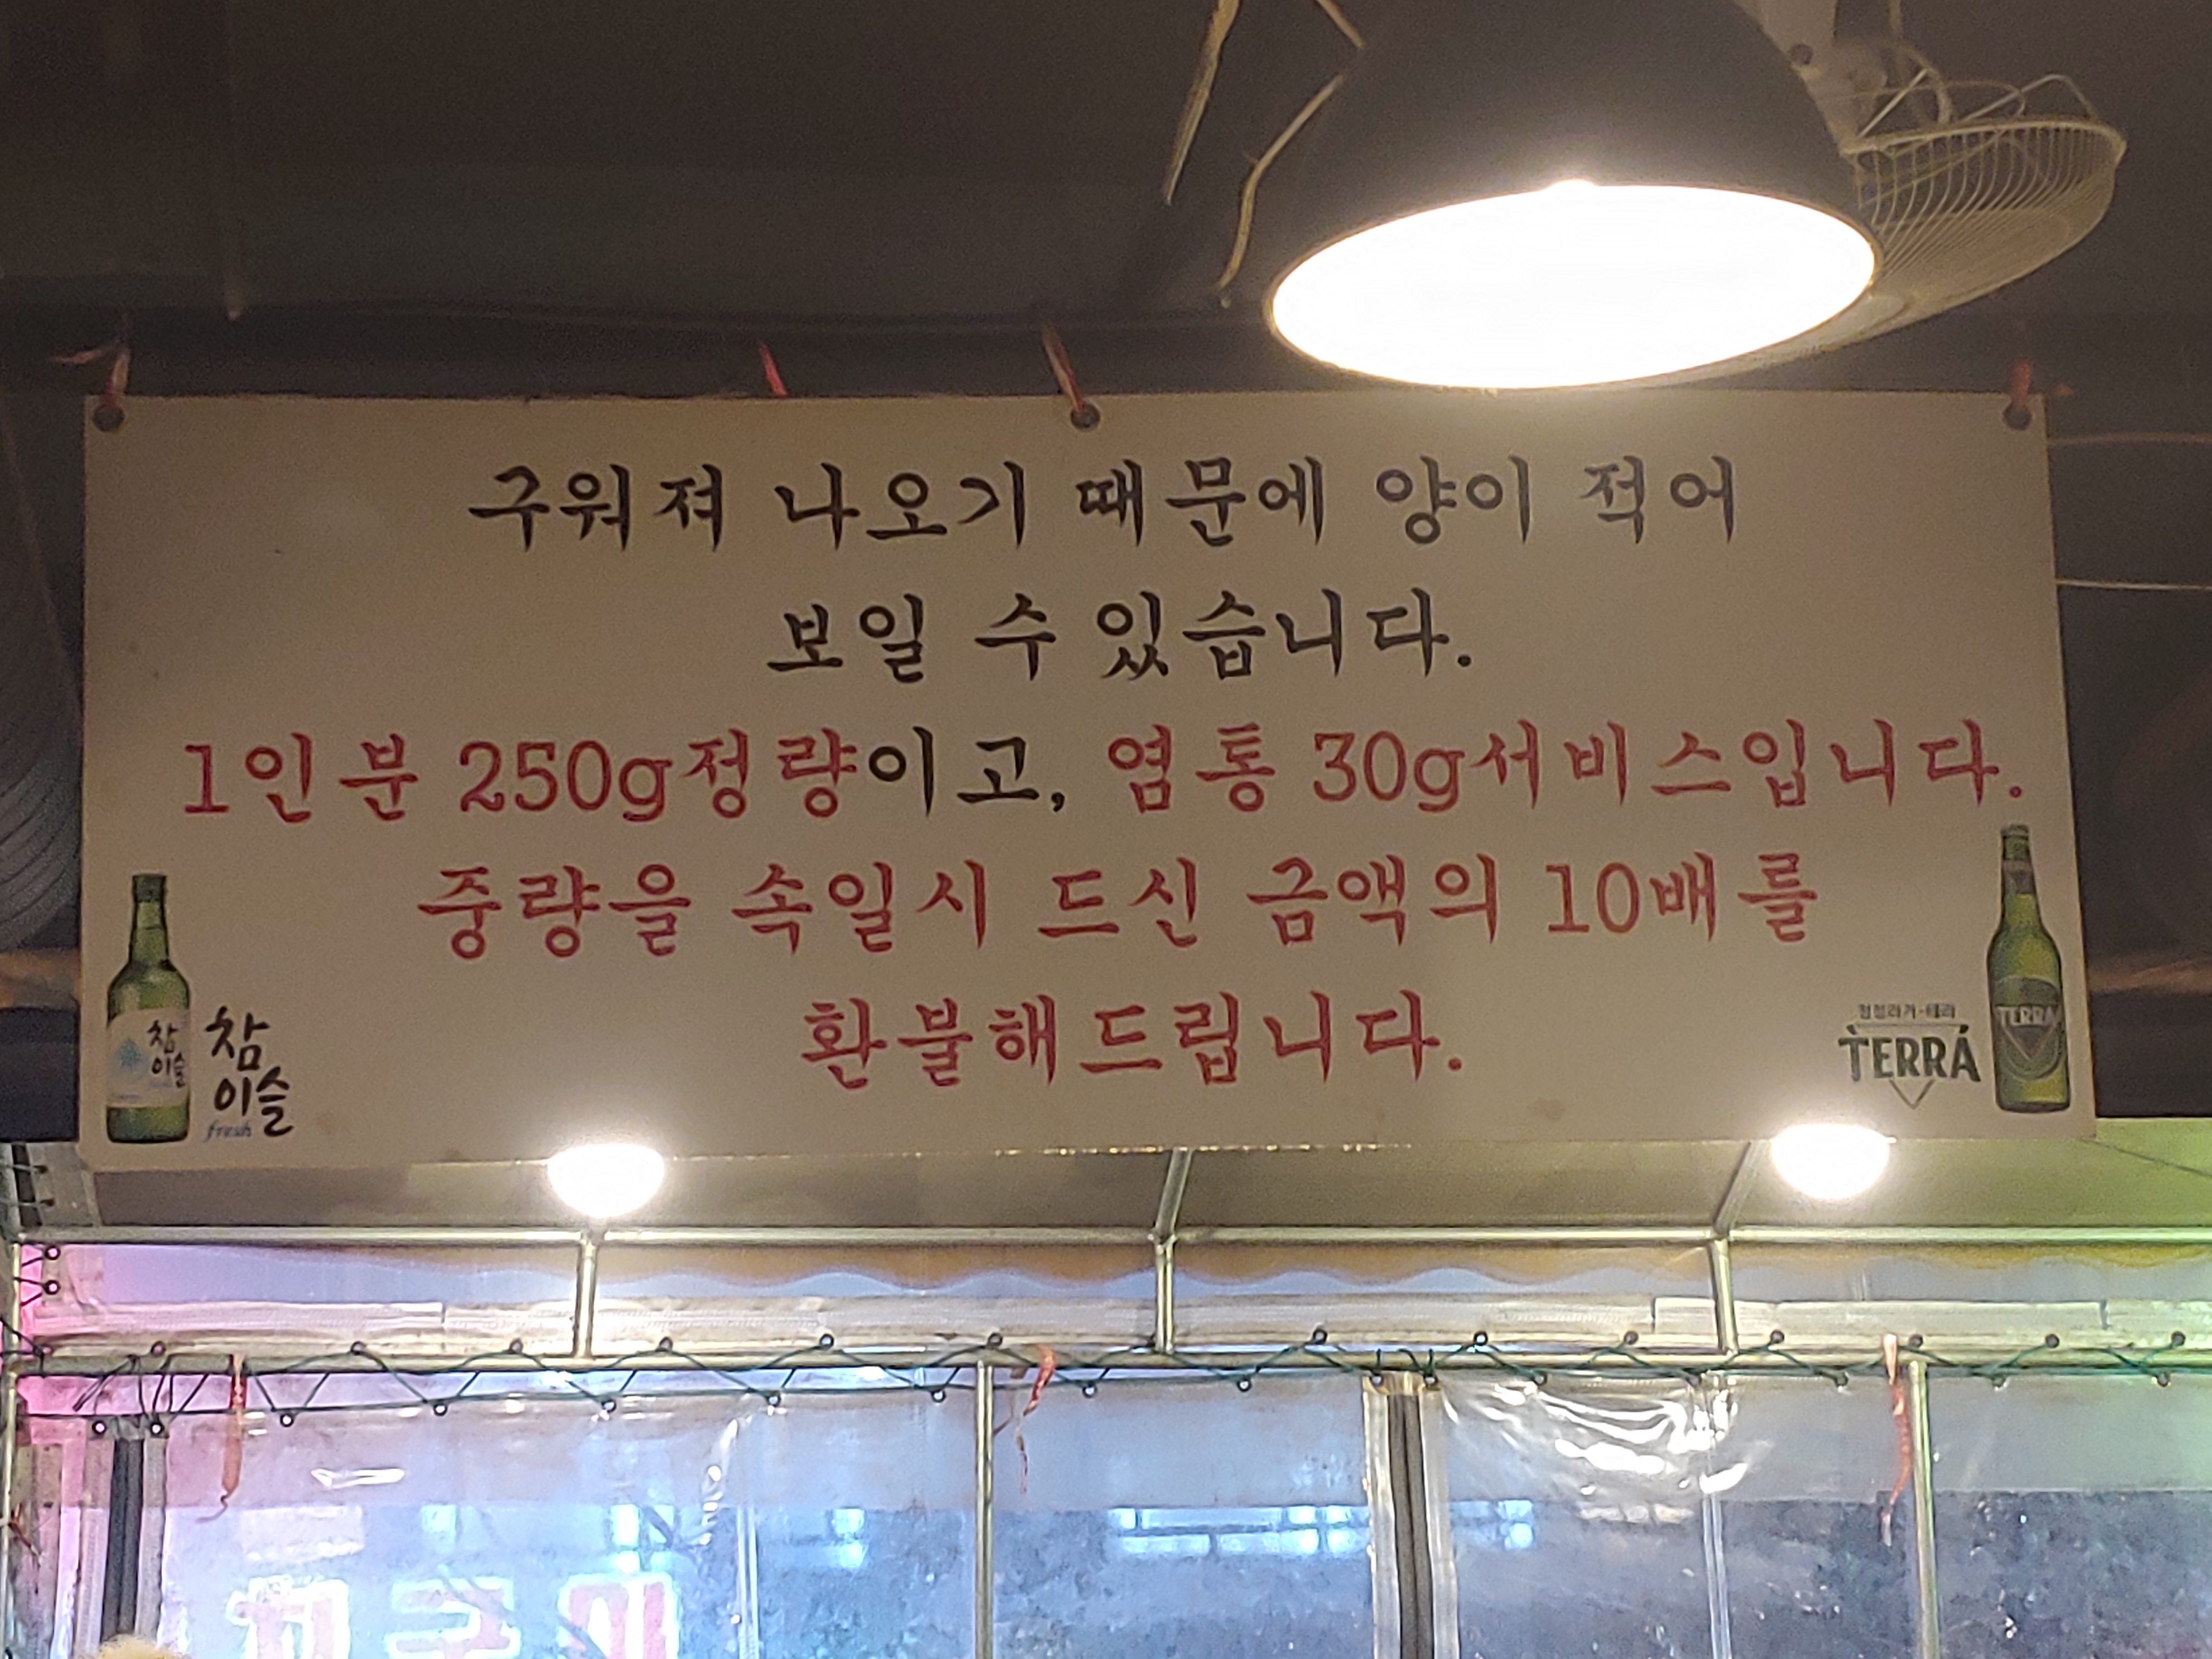 구워져 나오기 때문에 양이 적어
보일 수 있습니다.
1인분 250g정량이고, 염통 30g서비스입니다.
중량을 속일시 드신 금액의 10배를
환불해드립니다.
참
이슬
참
이슬
fresh
청정라거-테라
TERRA
TERRA